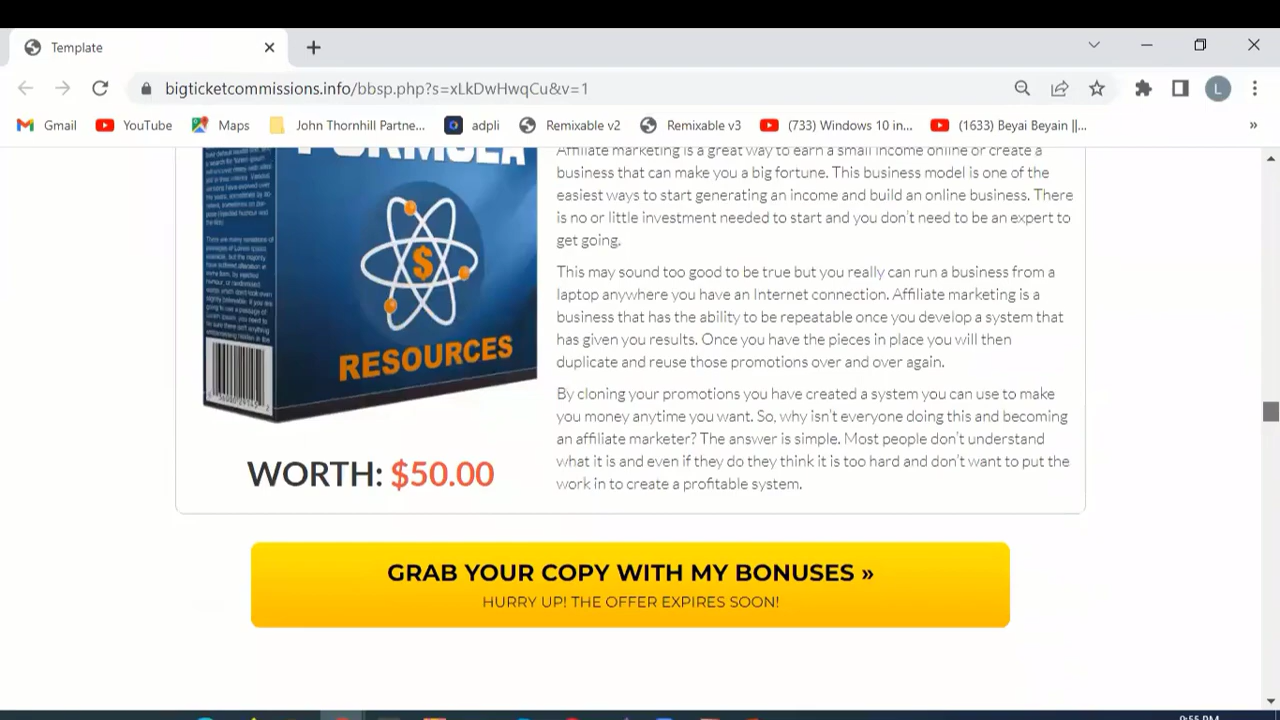 Template
bigticketcommissions.info/bbsp.php?s=xLkDwHwqCu&v=1
L
Gmail
YouTube
Maps
John Thornhill Partne...
adpli
Remixable v2
Remixable v3
(733) Windows 10 in...
(1633) Beyai Beyain ||...
»
FORMULA
$
RESOURCES
WORTH: $50.00
Affiliate marketing is great way to earn a small income online or create a
business that can make you a big fortune. This business model is one of the
easiest ways to start generating an income and build an online business. There
is no or little investment needed to start and you don't need to be an expert to
get going.
This may sound too good to be true but you really can build a business from a
laptop anywhere you have an Internet connection. Affiliate marketing is a
business that has the ability to be repeatable once you develop a system that
has given you results. Once you have the pieces in place you will then
duplicate and reuse those promotions over and over again.
By cloning your promotions you have created a system you can use to make
you money anytime you want. So, why isn't everyone doing this and becoming
an affiliate marketer? The answer is simple. Most people don't understand
what it is and even if they do they think it is too hard and don't want to put the
work in to create a profitable system.
GRAB YOUR COPY WITH MY BONUSES »
HURRY UP! THE OFFER EXPIRES SOON!
9:55 PM